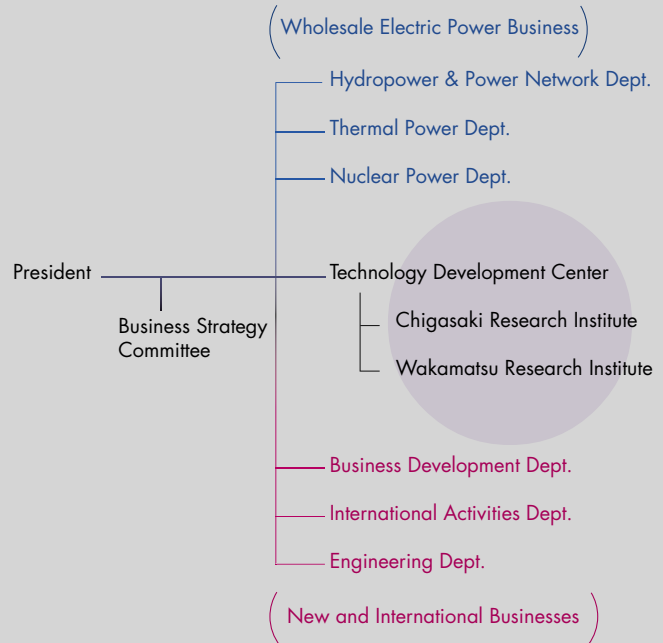 Wholesale Electric Power Business
Hydropower & Power Network Dept.
Thermal Power Dept.
Nuclear Power Dept.
President
Technology Development Center
Business Strategy
Committee
Chigasaki Research Institute
Wakamatsu Research Institute
Business Development Dept.
International Activities Dept.
Engineering Dept.
New and International Businesses